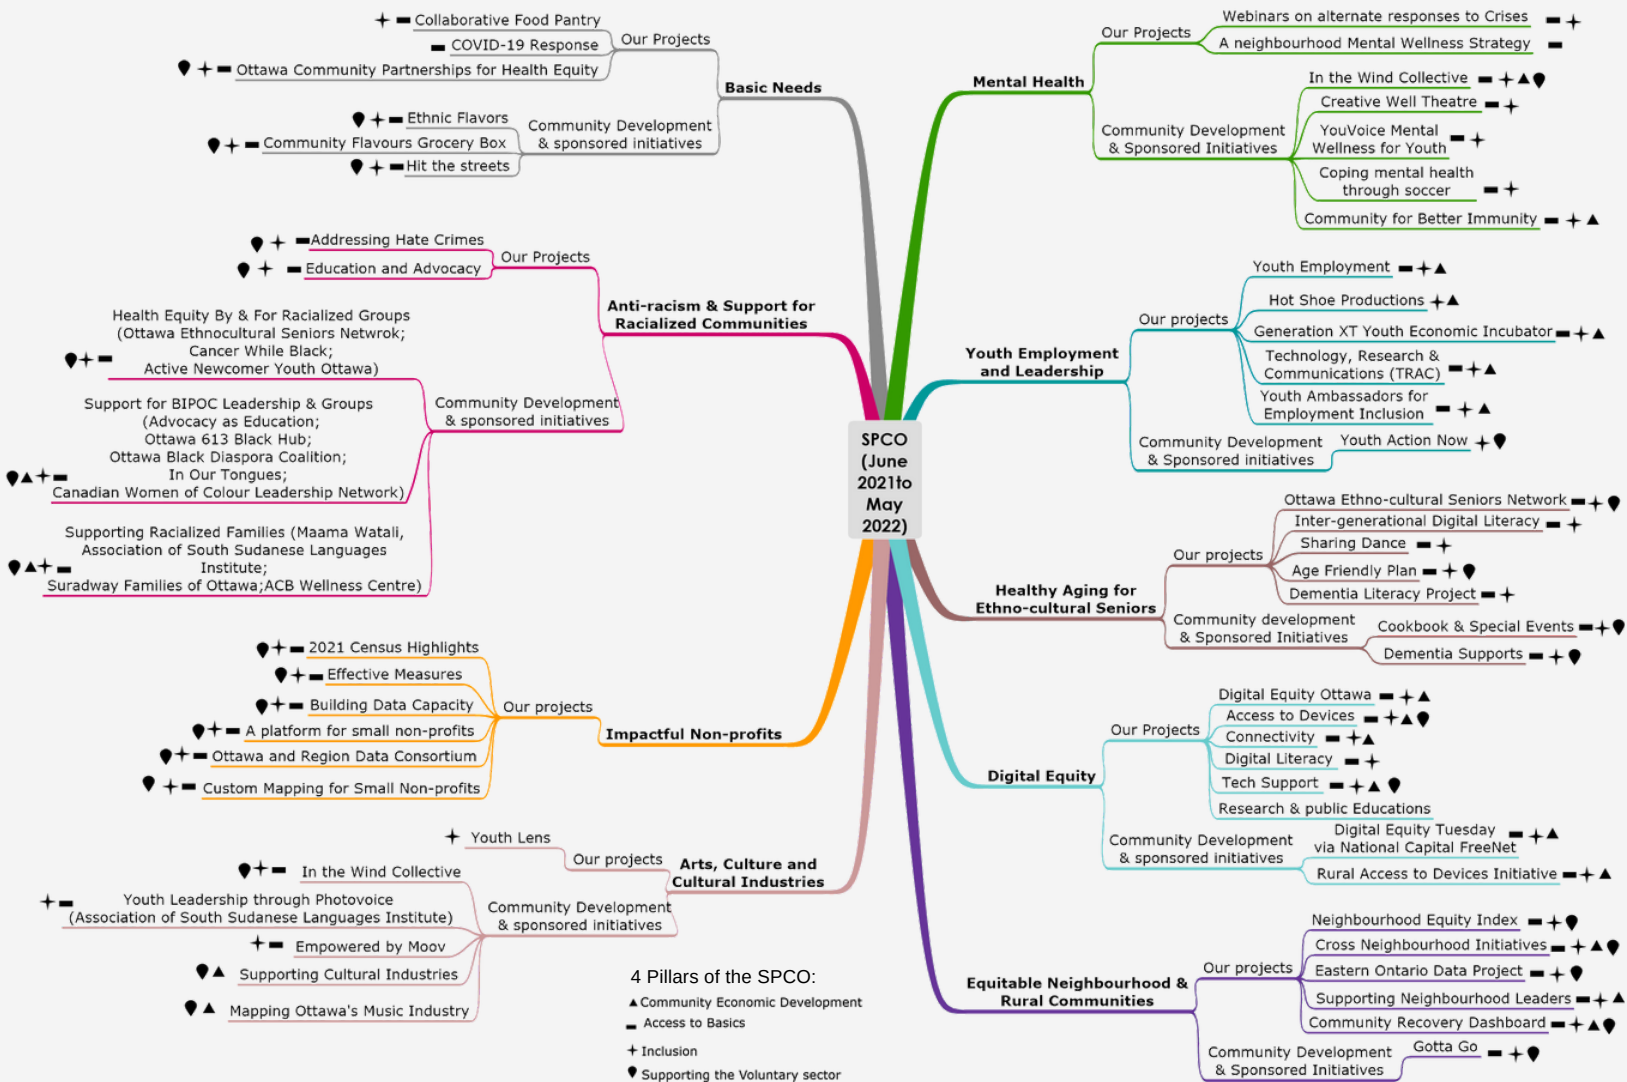 Collaborative Food Pantry
COVID-19 Response
Ottawa Community Partnerships for Health Equity
Our Projects
Basic Needs
Ethnic Flavors
Community Flavours Grocery Box
Hit the streets
Community Development
& sponsored initiatives
Addressing Hate Crimes
Education and Advocacy
Our Projects
Anti-racism & Support for
Racialized Communities
Health Equity By & For Racialized Groups
(Ottawa Ethnocultural Seniors Netwrok;
Cancer While Black;
Active Newcomer Youth Ottawa)
Support for BIPOC Leadership & Groups
(Advocacy as Education;
Ottawa 613 Black Hub;
Ottawa Black Diaspora Coalition;
In Our Tongues;
Canadian Women of Colour Leadership Network)
Supporting Racialized Families (Maama Watali,
Association of South Sudanese Languages
Institute;
Suradway Families of Ottawa;ACB Wellness Centre)
Community Development
& sponsored initiatives
2021 Census Highlights
Effective Measures
Building Data Capacity
A platform for small non-profits
Ottawa and Region Data Consortium
Custom Mapping for Small Non-profits
Our projects
Impactful Non-profits
Youth Lens
Our projects
Arts, Culture and
Cultural Industries
In the Wind Collective
Youth Leadership through Photovoice
(Association of South Sudanese Languages Institute)
Empowered by Moov
Supporting Cultural Industries
Mapping Ottawa's Music Industry
Community Development
& sponsored initiatives
SPCO
(June
2021to
May
2022)
Mental Health
Our Projects
Webinars on alternate responses to Crises
A neighbourhood Mental Wellness Strategy
Community Development
& Sponsored Initiatives
In the Wind Collective
Creative Well Theatre
YouVoice Mental
Wellness for Youth
Coping mental health
through soccer
Community for Better Immunity
Youth Employment
and Leadership
Our projects
Youth Employment
Hot Shoe Productions
Generation XT Youth Economic Incubator
Technology, Research &
Communications (TRAC)
Youth Ambassadors for
Employment Inclusion
Community Development
& Sponsored initiatives
Youth Action Now
Healthy Aging for
Ethno-cultural Seniors
Our projects
Ottawa Ethno-cultural Seniors Network
Inter-generational Digital Literacy
Sharing Dance
Age Friendly Plan
Dementia Literacy Project
Community development
& Sponsored Initiatives
Cookbook & Special Events
Dementia Supports
Digital Equity
Our Projects
Digital Equity Ottawa
Access to Devices
Connectivity
Digital Literacy
Tech Support
Research & public Educations
Community Development
& sponsored initiatives
Digital Equity Tuesday
via National Capital FreeNet
Rural Access to Devices Initiative
Equitable Neighbourhood &
Rural Communities
Our projects
Neighbourhood Equity Index
Cross Neighbourhood Initiatives
Eastern Ontario Data Project
Supporting Neighbourhood Leaders
Community Recovery Dashboard
Community Development
& Sponsored Initiatives
Gotta Go
4 Pillars of the SPCO:
Community Economic Development
Access to Basics
Inclusion
Supporting the Voluntary sector